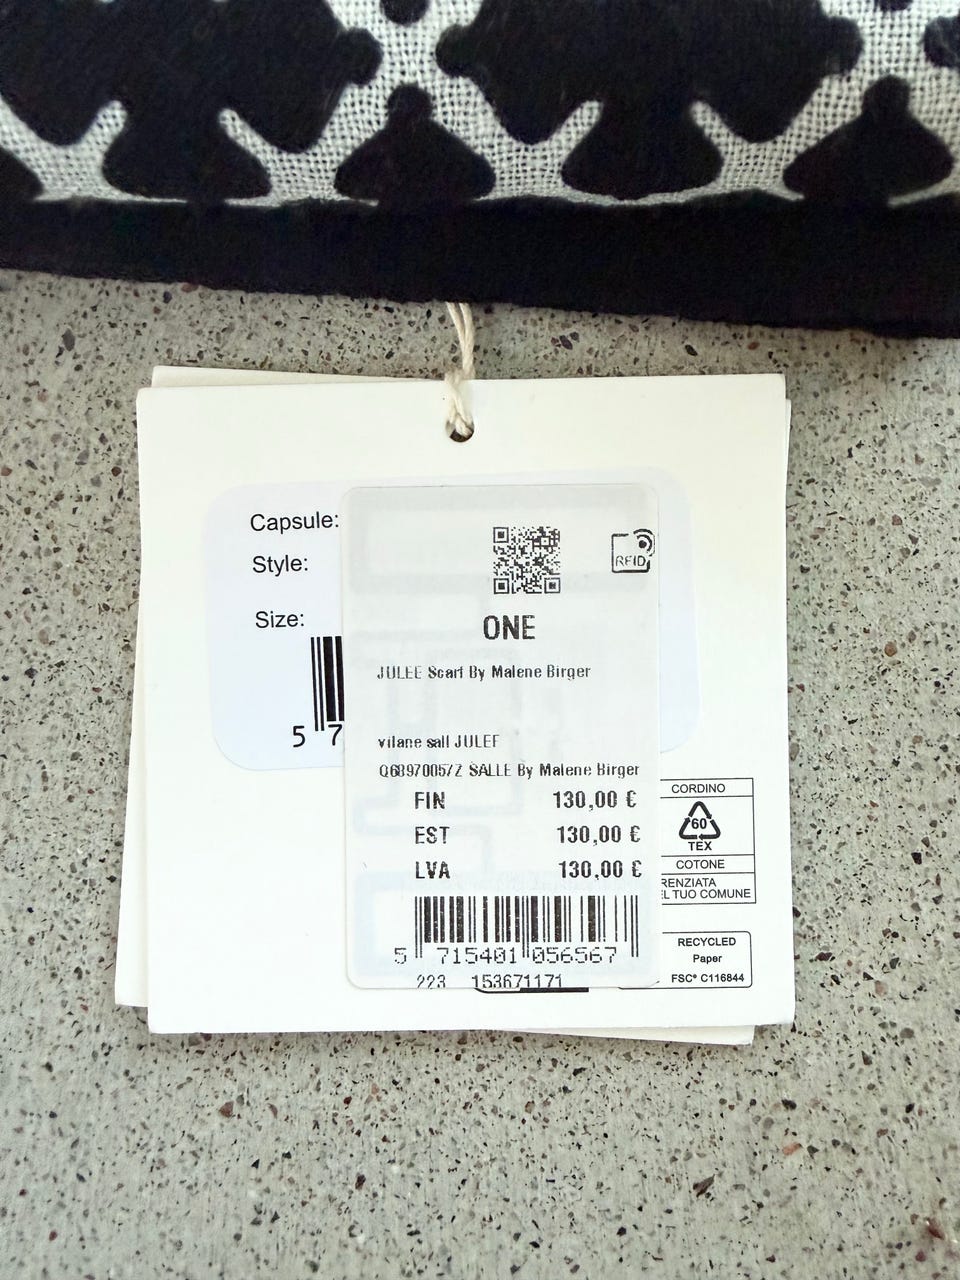 Capsule:
Style:
Size:
5 7
RFID
ONE
JULEE Scarf By Malene Birger
vilane sall JULEE
Q68970057Z SALLE By Malene Birger
FIN 130,00 €
EST 130,00 €
LVA 130,00 €
5 715401 056567
223 153671171
CORDINO
60
TEX
COTONE
RENZIATA
EL TUO COMUNE
RECYCLED
Paper
FSC® C116844